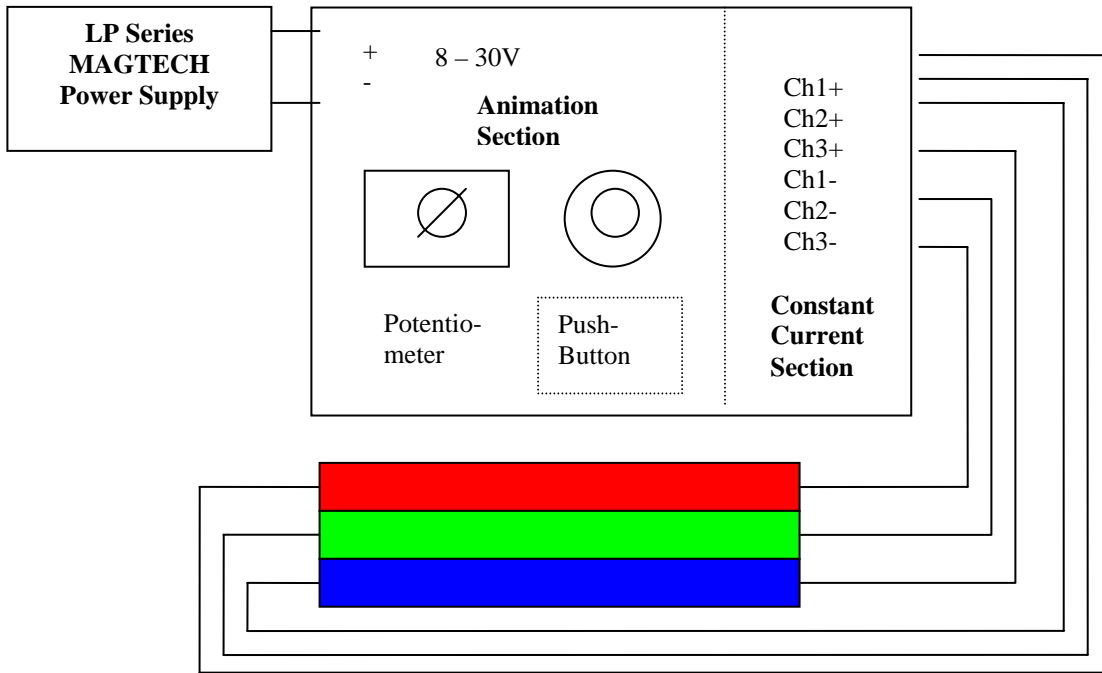 LP Series
MAGTECH
Power Supply
+
8 – 30V
-
Animation
Section
Potentio-
meter
Push-
Button
Ch1+
Ch2+
Ch3+
Ch1-
Ch2-
Ch3-
Constant
Current
Section